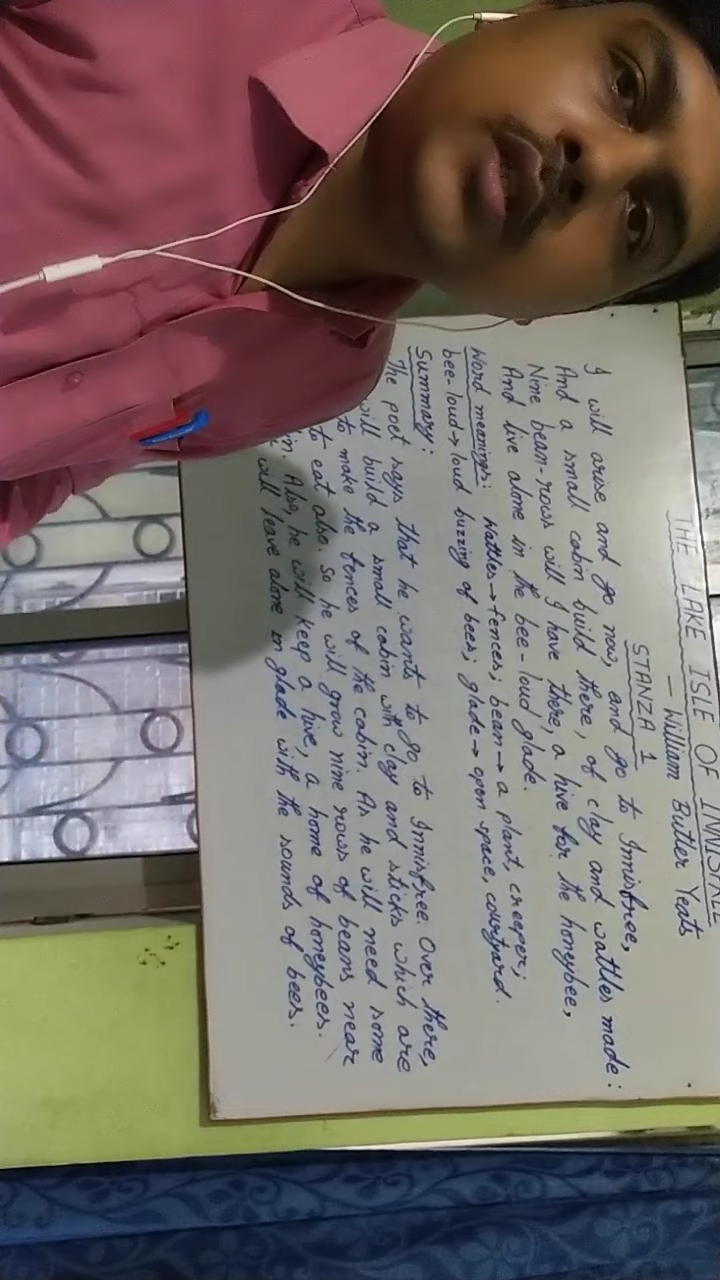 THE LAKE ISLE OF INNISFREE
- William Butler Yeats
STANZA 1
I will arise and go now, and go to Innisfree,
And a small cabin build there, of clay and wattles made:
Nine bean-rows will I have there, a hive for the honeybee,
And live alone in the bee-loud glade.
Word meanings: Wattles→fences; bean→ a plant, creeper;
bee-loud→loud buzzing of bees; glade→ open space, courtyard.
Summary:
The poet says that he wants to go to Innisfree. Over there,
will build a small cabin with clay and sticks which are
to make the fences of the cabin. As he will need some
to eat also. So he will grow nine rows of beans near
Also, he will keep a hive, a home of honeybees.
will leave alone in glade with the sounds of bees.